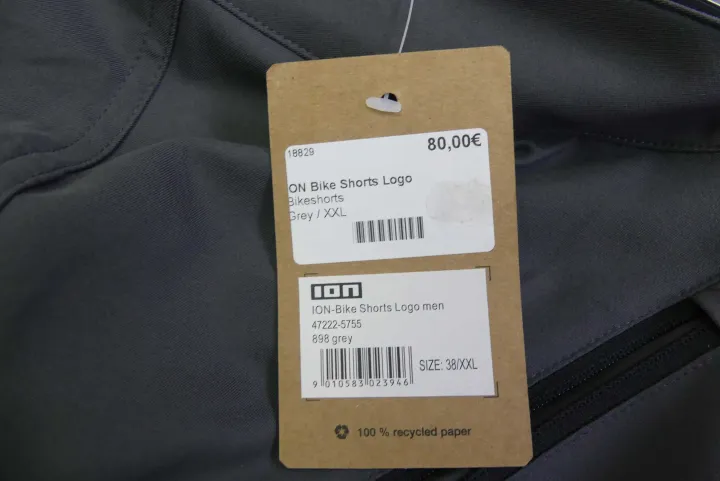 18829
80,00€
ION Bike Shorts Logo
Bikeshorts
Grey / XXL
ION
ION-Bike Shorts Logo men
47222-5755
898 grey
SIZE: 38/XXL
9 010583 023946
100 % recycled paper